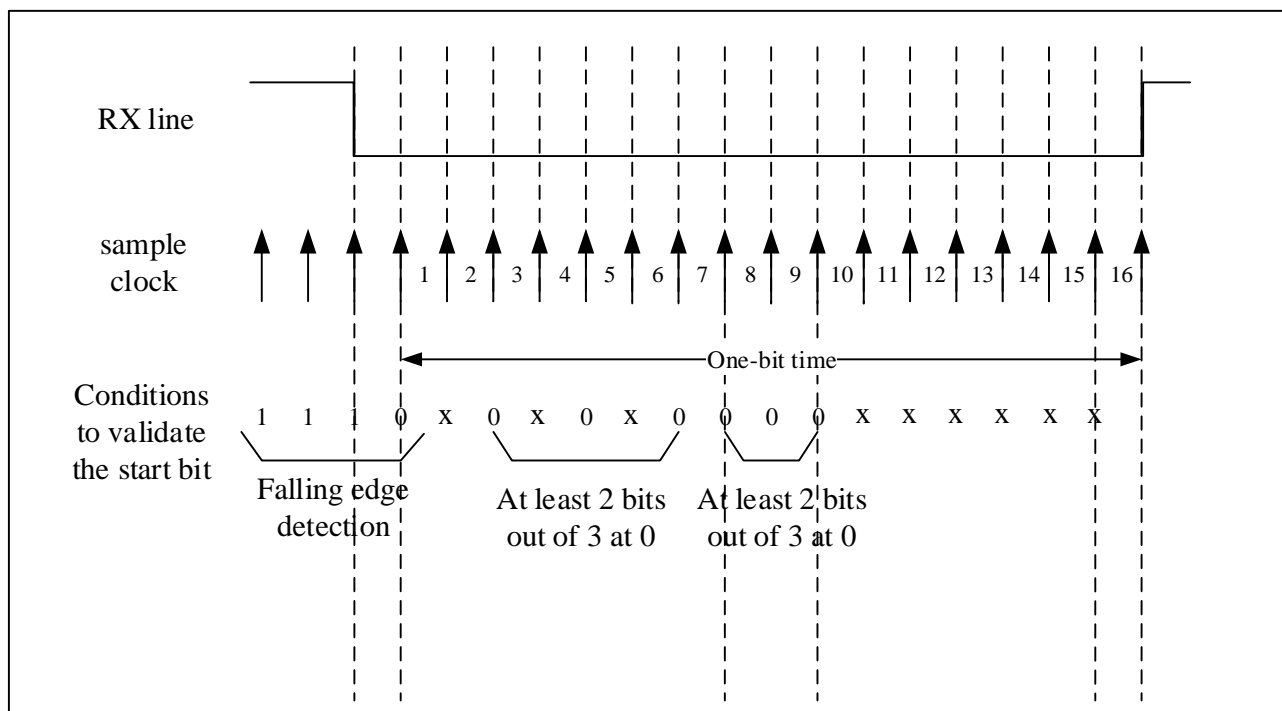 RX line
sample
clock
1 2 3 4 5 6 7 8 9 10 11 12 13 14 15 16
One-bit time
Conditions
to validate
the start bit
1 1 1 0 x 0 x 0 x 0 0 0 0 x x x x x x
Falling edge
detection
At least 2 bits
out of 3 at 0
At least 2 bits
out of 3 at 0